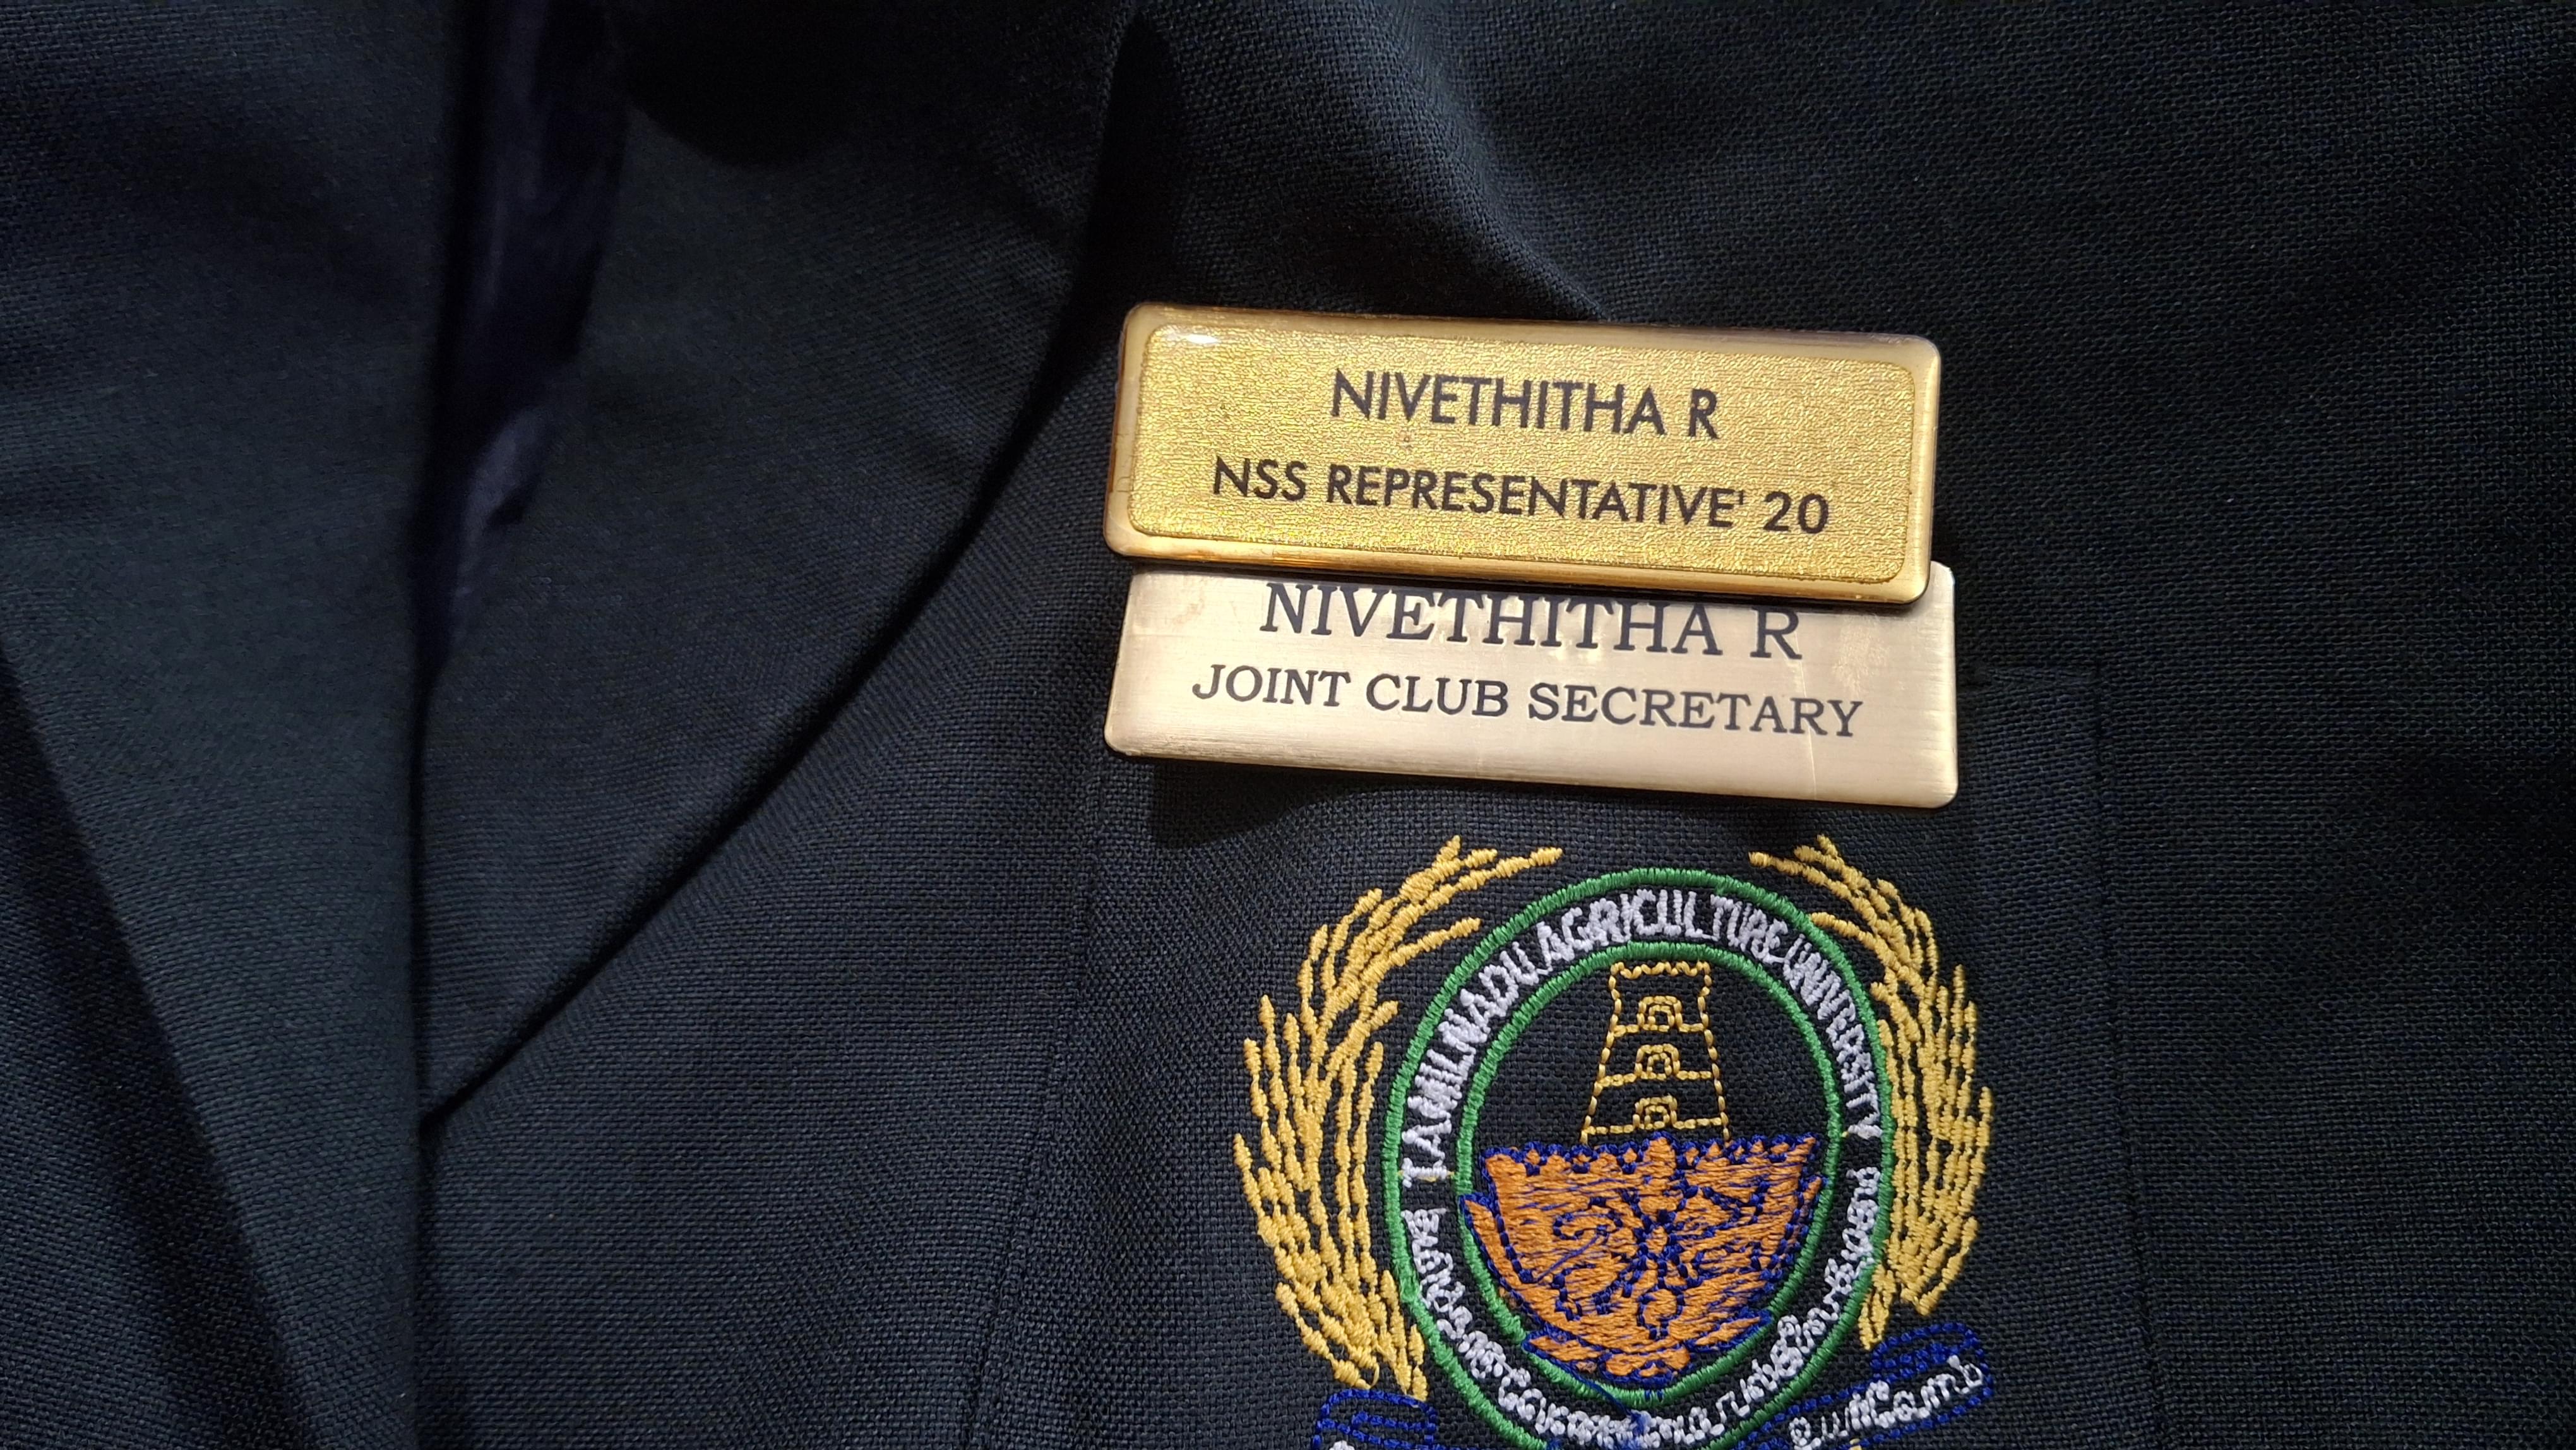 NIVETHITHA R
NSS REPRESENTATIVE' 20
NIVETHITHA R
JOINT CLUB SECRETARY
TAMILNADU AGRICULTURE UNIVERSITY